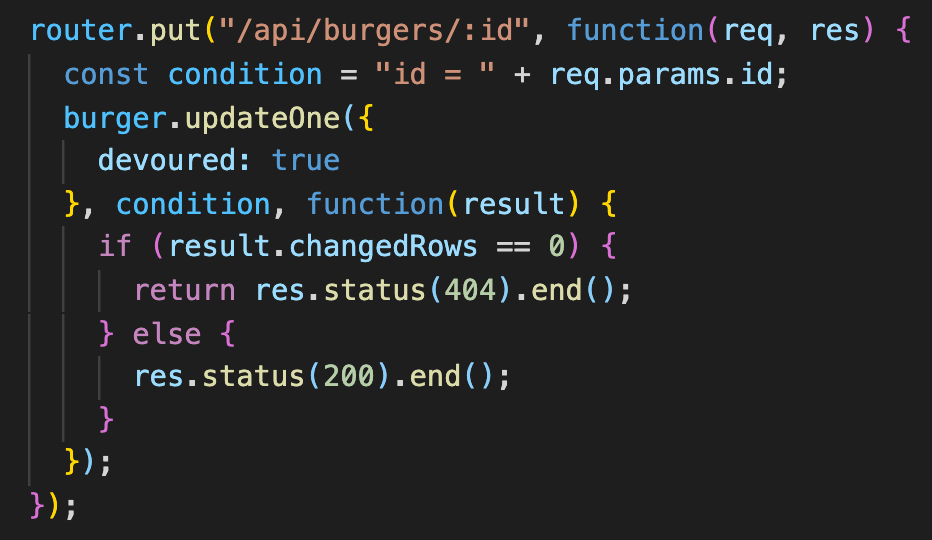 router.put("/api/burgers/:id", function(req, res) {
  const condition = "id = " + req.params.id;
  burger.updateOne({
    devoured: true
  }, condition, function(result) {
    if (result.changedRows == 0) {
      return res.status(404).end();
    } else {
      res.status(200).end();
    }
  });
});